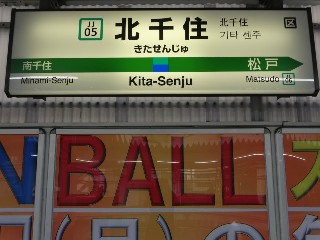 JJ
05
北千住
北千住
기타 센주
区
きたせんじゅ
南千住
松戸
Minami-Senju
Kita-Senju
Matsudo
BALL